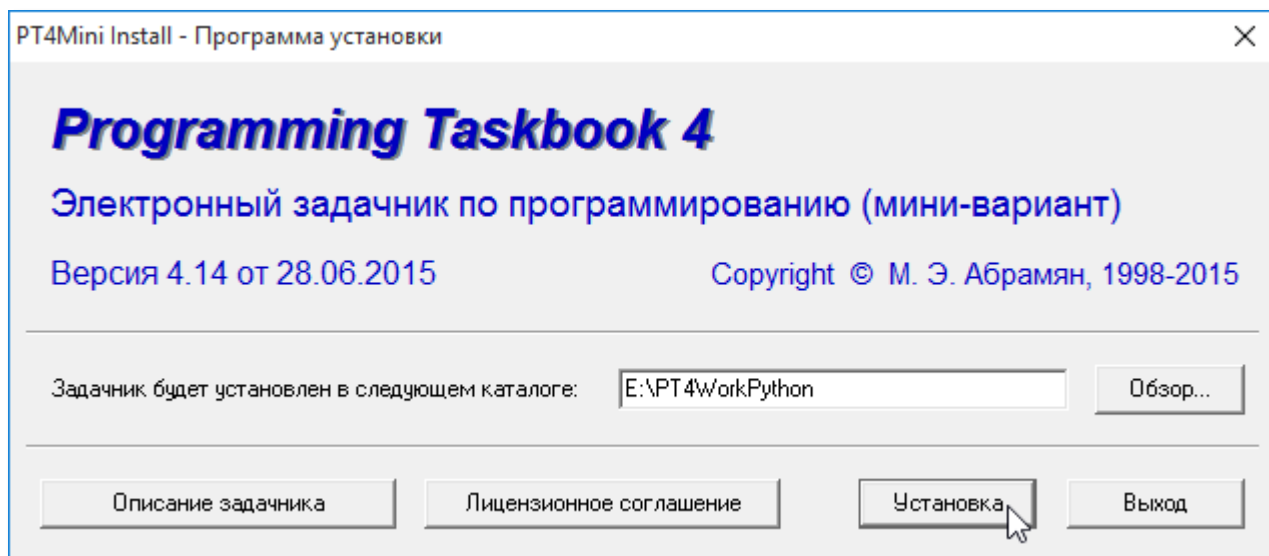 PT4Mini Install - Программа установки
Programming Taskbook 4
Электронный задачник по программированию (мини-вариант)
Версия 4.14 от 28.06.2015 Copyright © М. Э. Абрамян, 1998-2015
Задачник будет установлен в следующем каталоге: E:\PT4WorkPython Обзор...
Описание задачника Лицензионное соглашение Установка Выход